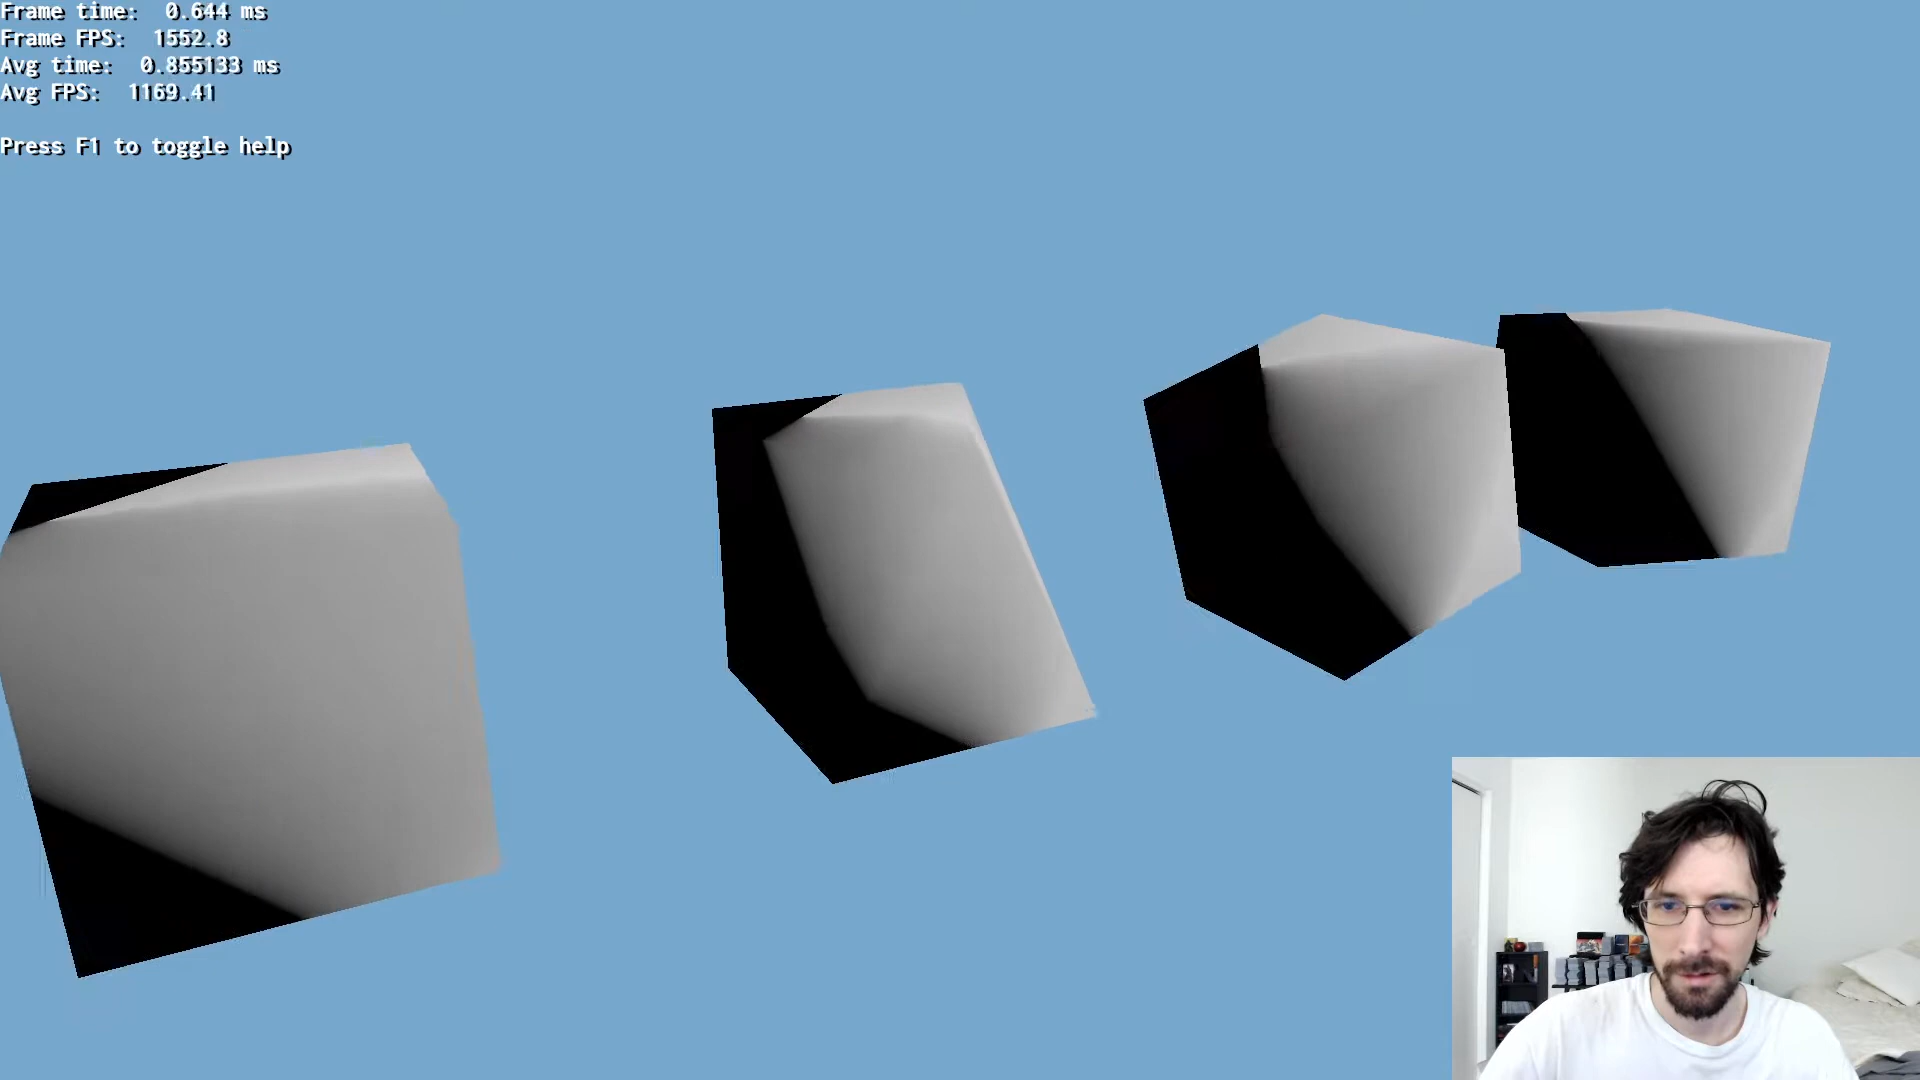 Frame time: 0.644 ms
Frame FPS: 1552.8
Avg time: 0.855133 ms
Avg FPS: 1169.41
Press F1 to toggle help